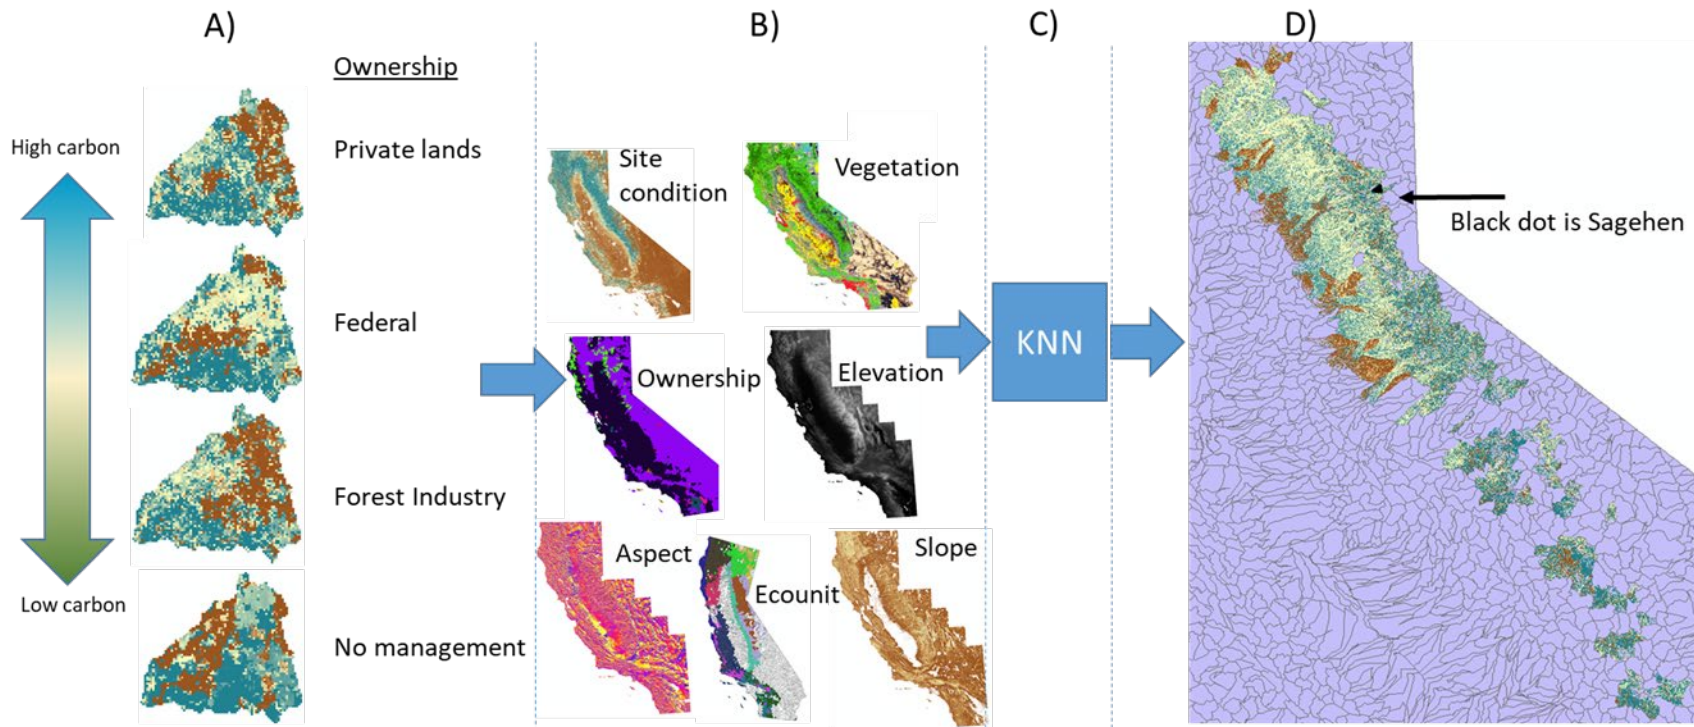 A)
B)
C)
D)
Ownership
High carbon
Private lands
Federal
Forest Industry
Low carbon
No management
Site
condition
Vegetation
Ownership
Elevation
Aspect
Ecounit
Slope
KNN
Black dot is Sagehen